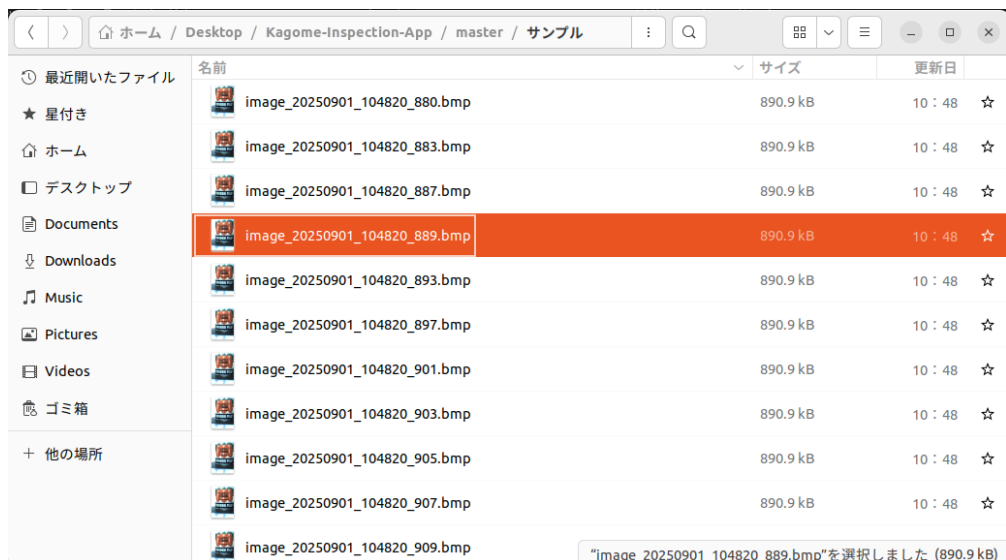 ホーム / Desktop / Kagome-Inspection-App / master / サンプル
最近開いたファイル
星付き
ホーム
デスクトップ
Documents
Downloads
Music
Pictures
Videos
ゴミ箱
他の場所
名前 サイズ 更新日
image_20250901_104820_880.bmp 890.9 kB 10：48
image_20250901_104820_883.bmp 890.9 kB 10：48
image_20250901_104820_887.bmp 890.9 kB 10：48
image_20250901_104820_889.bmp 890.9 kB 10：48
image_20250901_104820_893.bmp 890.9 kB 10：48
image_20250901_104820_897.bmp 890.9 kB 10：48
image_20250901_104820_901.bmp 890.9 kB 10：48
image_20250901_104820_903.bmp 890.9 kB 10：48
image_20250901_104820_905.bmp 890.9 kB 10：48
image_20250901_104820_907.bmp 890.9 kB 10：48
image_20250901_104820_909.bmp
“image_20250901_104820_889.bmp”を選択しました (890.9 kB)